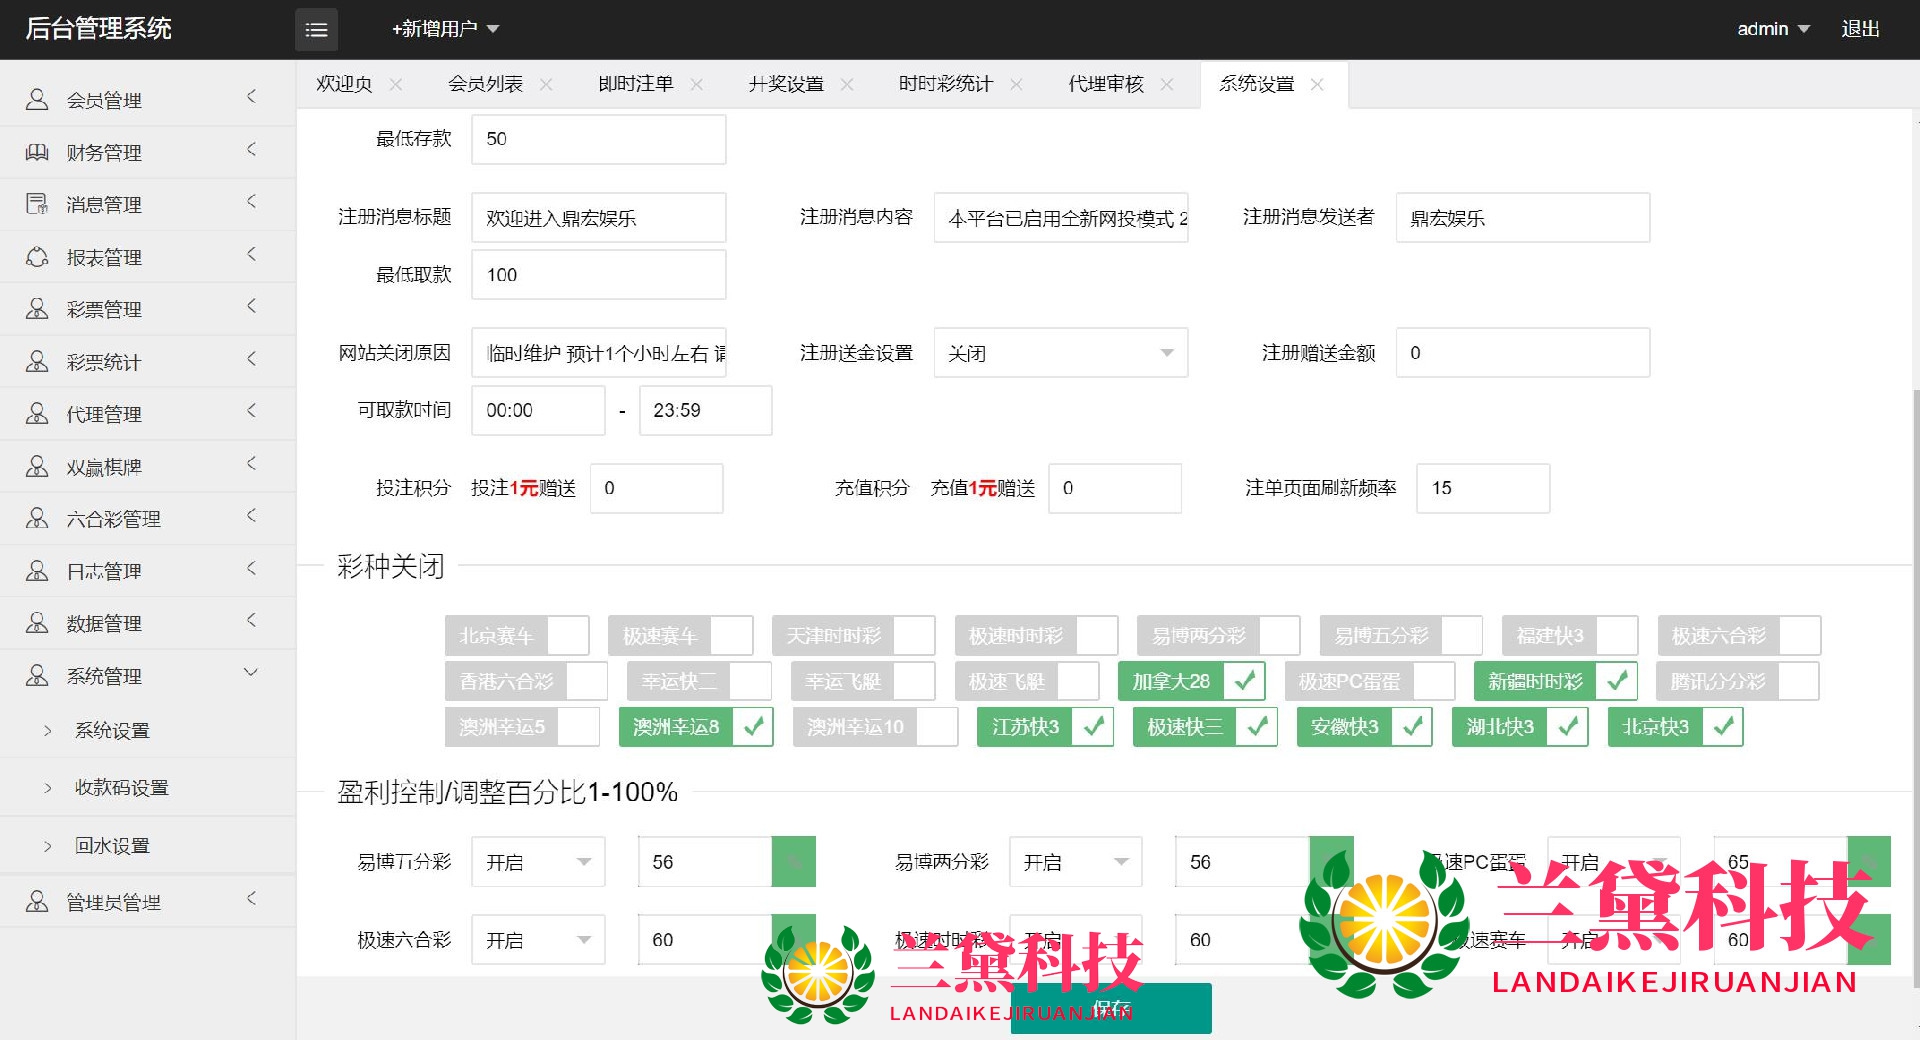 后台管理系统
+新增用户
admin
退出
会员管理
财务管理
消息管理
报表管理
彩票管理
彩票统计
代理管理
双赢棋牌
六合彩管理
日志管理
数据管理
系统管理
系统设置
收款码设置
回水设置
管理员管理
欢迎页 会员列表 即时注单 开奖设置 时时彩统计 代理审核 系统设置
最低存款 50
注册消息标题 欢迎进入鼎宏娱乐 注册消息内容 本平台已启用全新网投模式 2 注册消息发送者 鼎宏娱乐
最低取款 100
网站关闭原因 临时维护 预计1个小时左右 请 注册送金设置 关闭 注册赠送金额 0
可取款时间 00:00 - 23:59
投注积分 投注1元赠送 0 充值积分 充值1元赠送 0 注单页面刷新频率 15
彩种关闭
北京赛车 极速赛车 天津时时彩 极速时时彩 易博两分彩 易博五分彩 福建快3 极速六合彩
香港六合彩 幸运快二 幸运飞艇 极速飞艇 加拿大28 极速PC蛋蛋 新疆时时彩 腾讯分分彩
澳洲幸运5 澳洲幸运8 澳洲幸运10 江苏快3 极速快三 安徽快3 湖北快3 北京快3
盈利控制/调整百分比1-100%
易博五分彩 开启 56 易博两分彩 开启 56 极速PC蛋蛋 开启 65
极速六合彩 开启 60 极速时时彩 开启 60 极速赛车 开启 60
保存
兰黛科技
LANDAIKEJIRUANJIAN
兰黛科技
LANDAIKEJIRUANJIAN